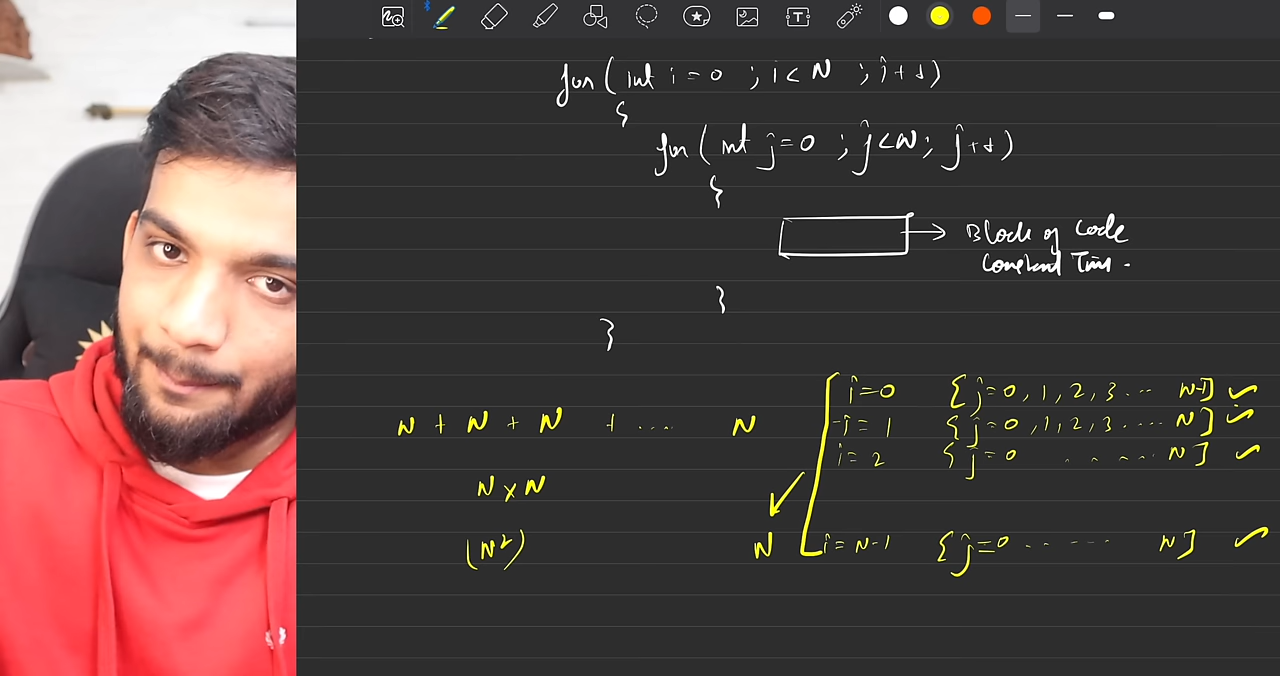 for ( int i = 0 ; i < N ; i++ )
{
for ( int j = 0 ; j < N ; j++ )
{
Block of Code
Constant Time.
}
}
i = 0 { j = 0, 1, 2, 3 ... N-1 ]
N + N + N + .... N i = 1 { j = 0, 1, 2, 3 .... N ]
i = 2 { j = 0 ...... N ]
N x N
(N²) N i = N-1 { j = 0 ...... N ]